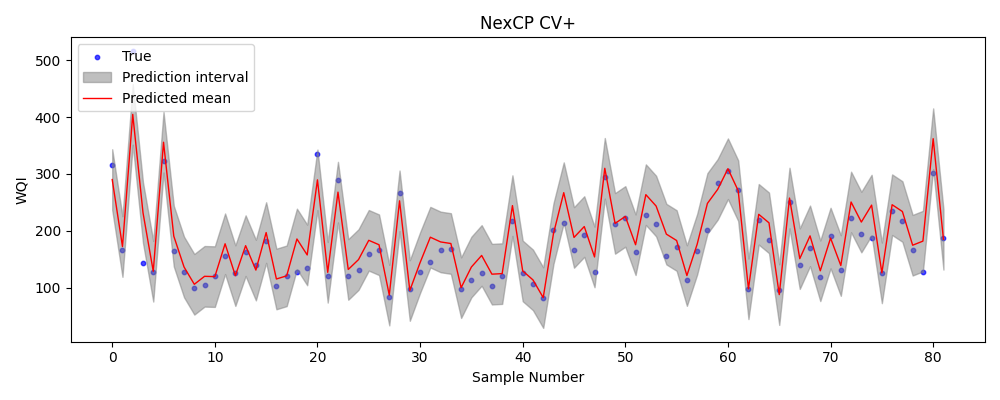 NexCP CV+
True
Prediction interval
Predicted mean
WQI
500
400
300
200
100
0 10 20 30 40 50 60 70 80
Sample Number